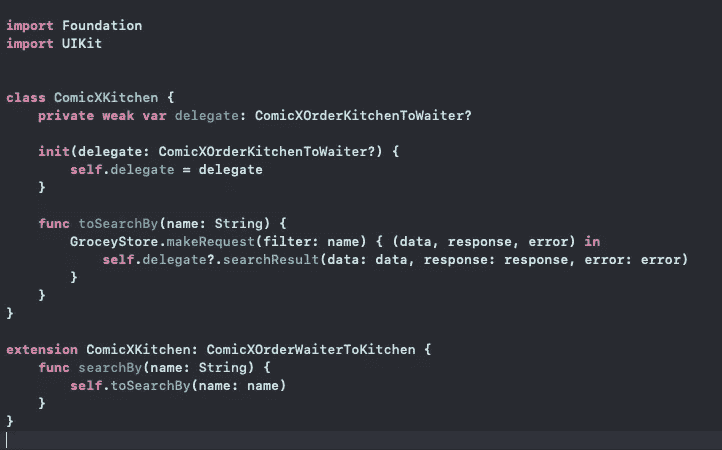 import Foundation
import UIKit
class ComicXKitchen {
private weak var delegate: ComicXOrderKitchenToWaiter?
init(delegate: ComicXOrderKitchenToWaiter?) {
self.delegate = delegate
}
func toSearchBy(name: String) {
GroceyStore.makeRequest(filter: name) { (data, response, error) in
self.delegate?.searchResult(data: data, response: response, error: error)
}
}
}
extension ComicXKitchen: ComicXOrderWaiterToKitchen {
func searchBy(name: String) {
self.toSearchBy(name: name)
}
}